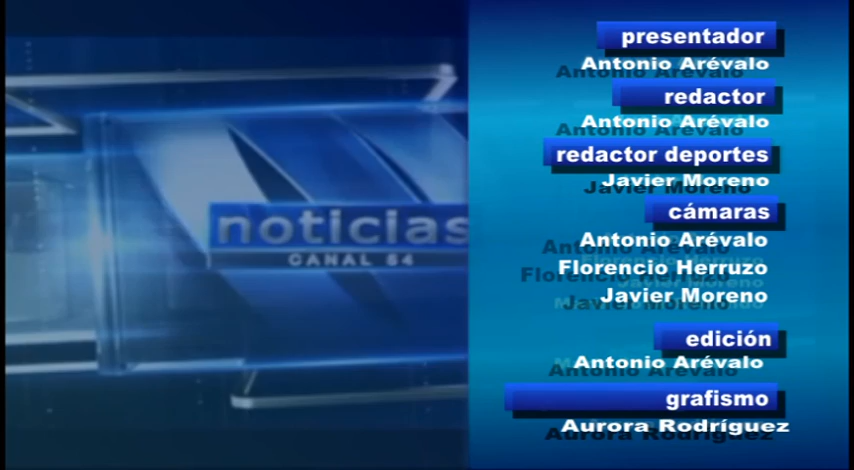 noticias
CANAL 54
presentador
Antonio Arévalo
redactor
Antonio Arévalo
redactor deportes
Javier Moreno
cámaras
Antonio Arévalo
Florencio Herruzo
Javier Moreno
edición
Antonio Arévalo
grafismo
Aurora Rodríguez